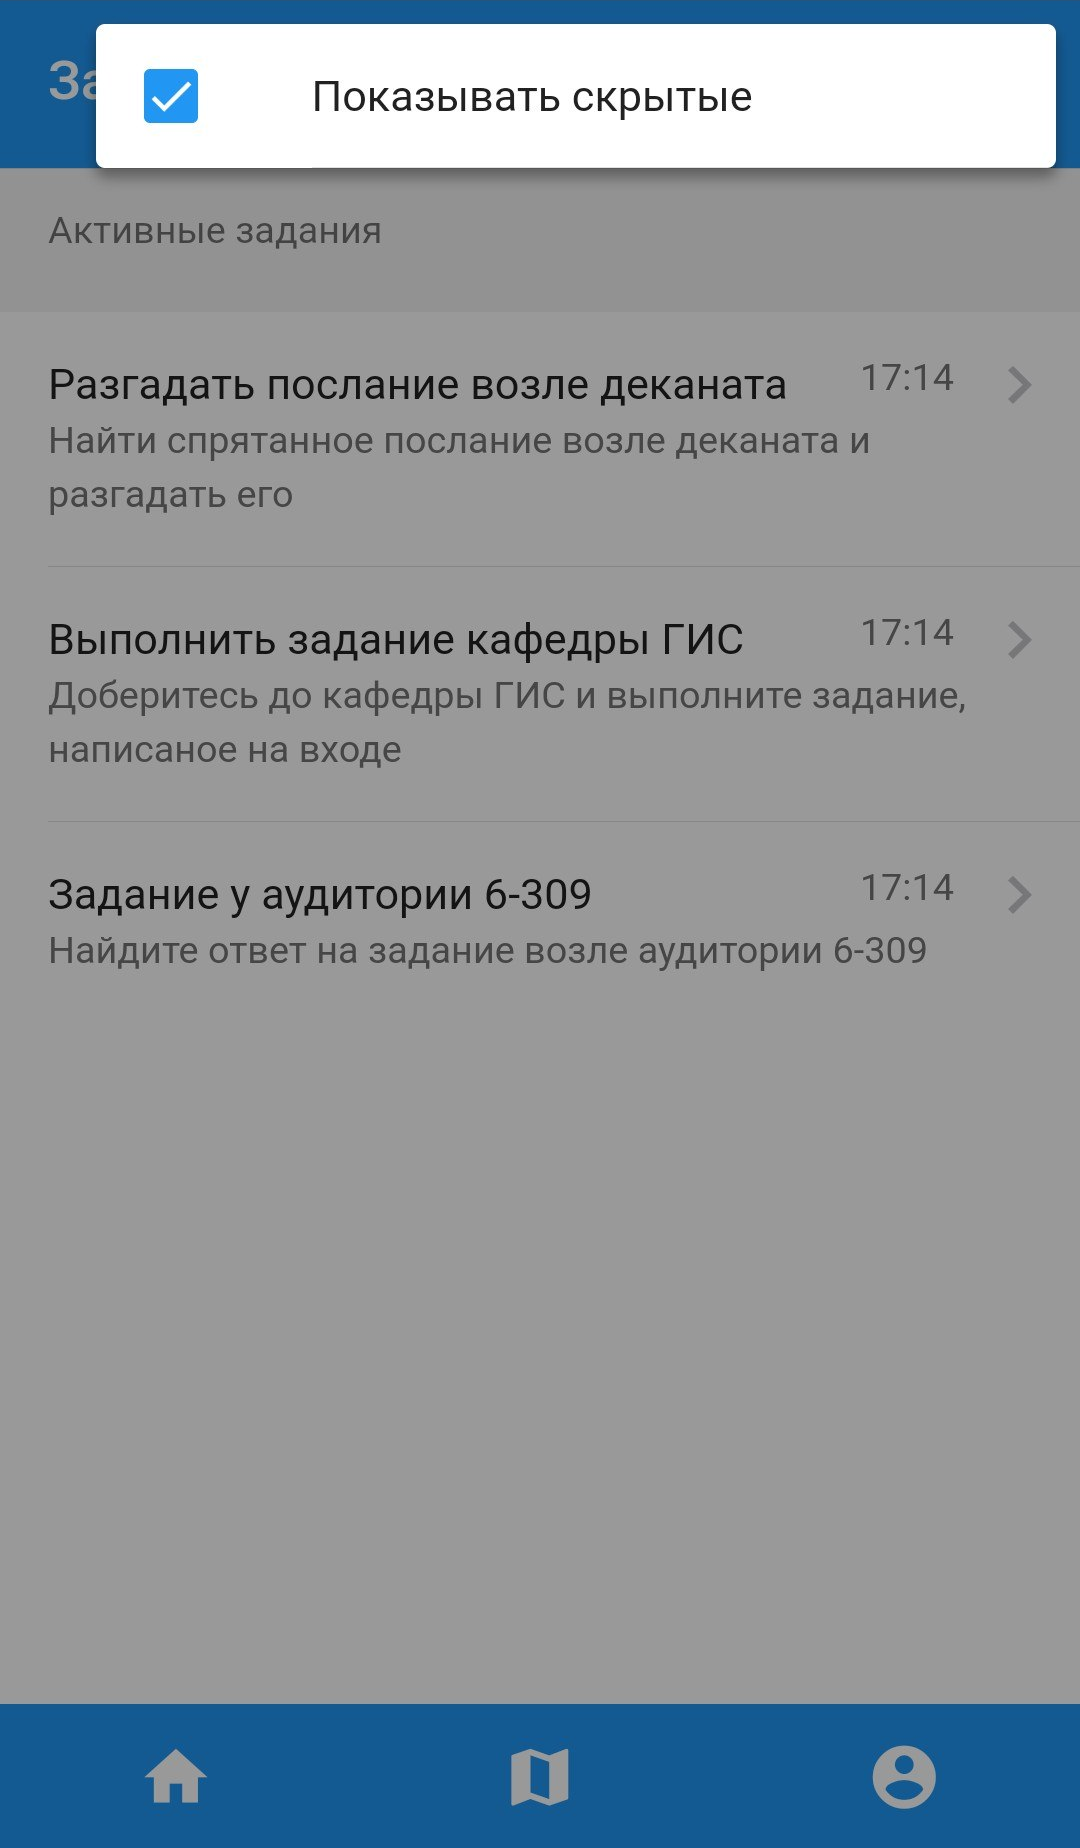 Показывать скрытые
Активные задания
Разгадать послание возле деканата
17:14
Найти спрятанное послание возле деканата и
разгадать его
Выполнить задание кафедры ГИС
17:14
Доберитесь до кафедры ГИС и выполните задание,
написаное на входе
Задание у аудитории 6-309
17:14
Найдите ответ на задание возле аудитории 6-309